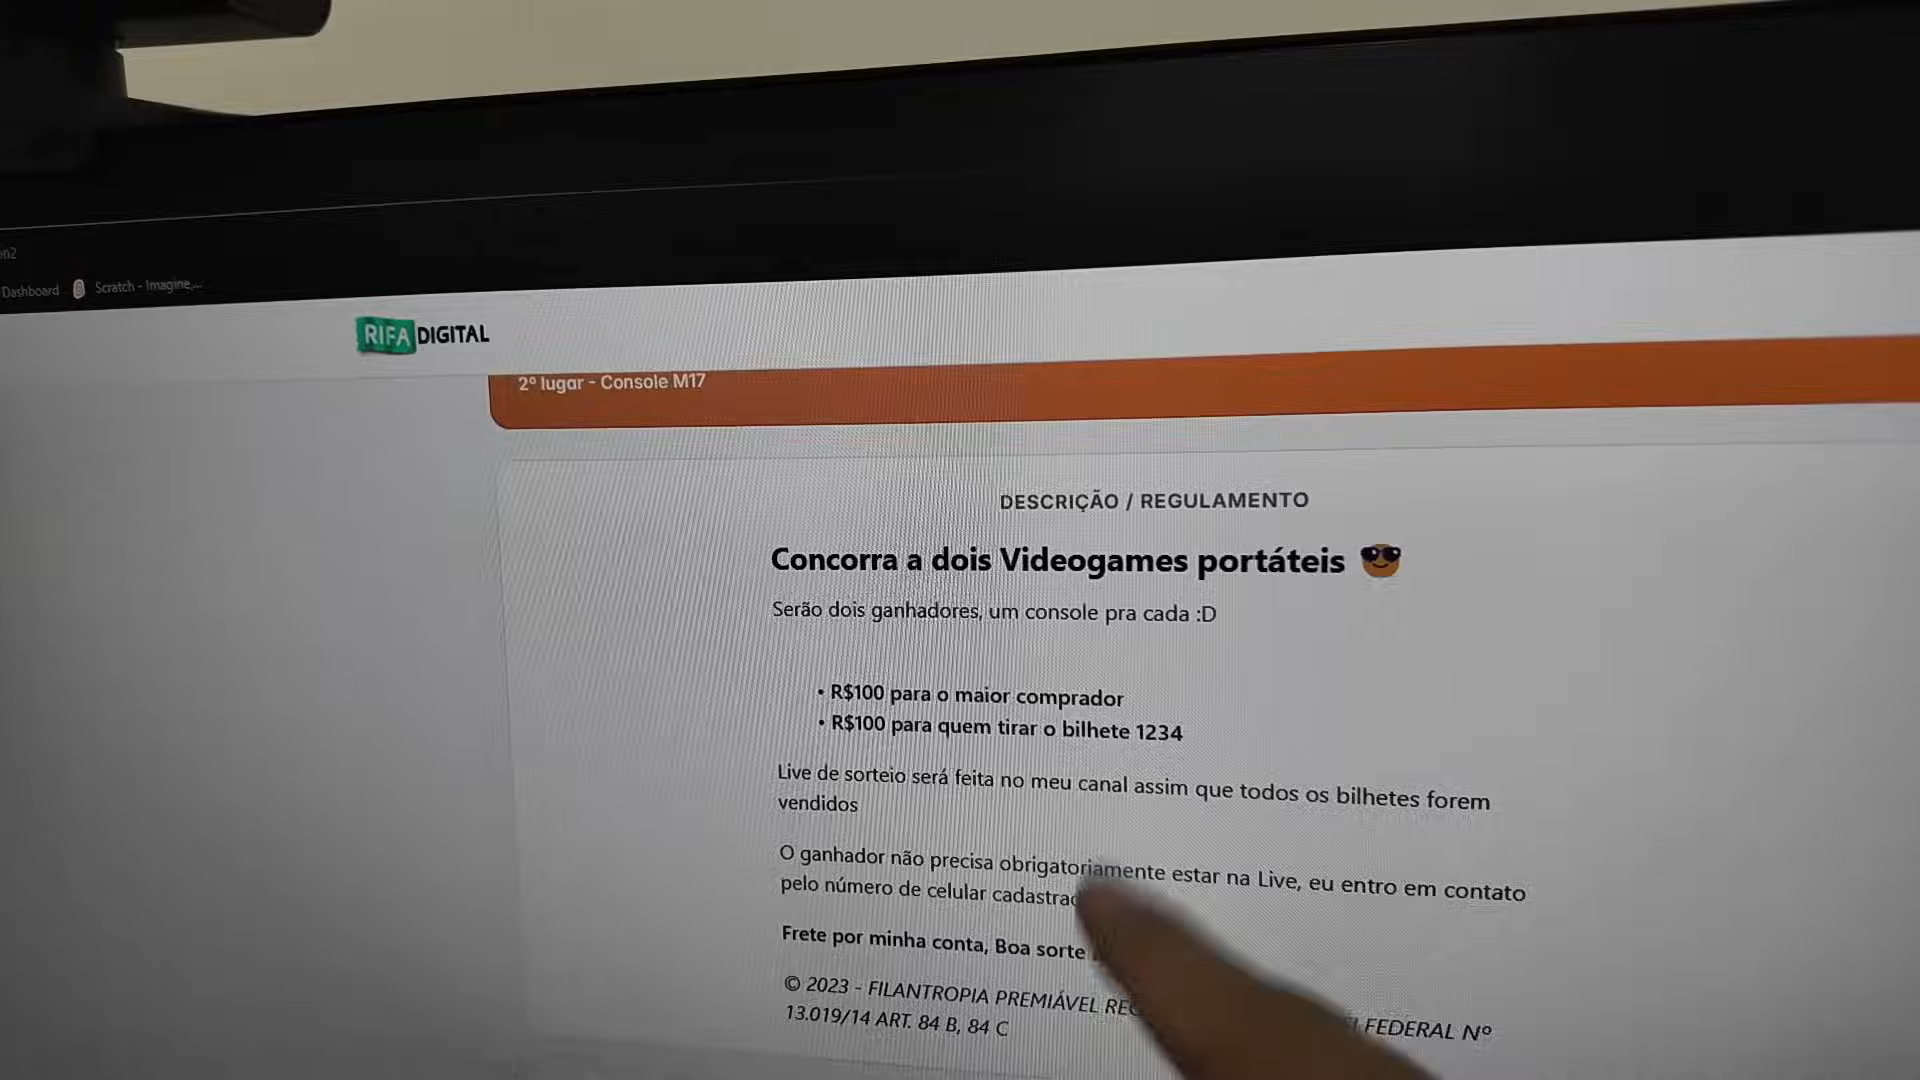 Dashboard
Scratch - Imagine,...
RIFA DIGITAL
2º lugar - Console M17
DESCRIÇÃO / REGULAMENTO
Concorra a dois Videogames portáteis 😎
Serão dois ganhadores, um console pra cada :D
• R$100 para o maior comprador
• R$100 para quem tirar o bilhete 1234
Live de sorteio será feita no meu canal assim que todos os bilhetes forem
vendidos
O ganhador não precisa obrigatoriamente estar na Live, eu entro em contato
pelo número de celular
Frete por minha conta, Boa sorte
© 2023 - FILANTROPIA PREMIÁVEL FEDERAL Nº
13.019/14 ART. 84 B, 84 C